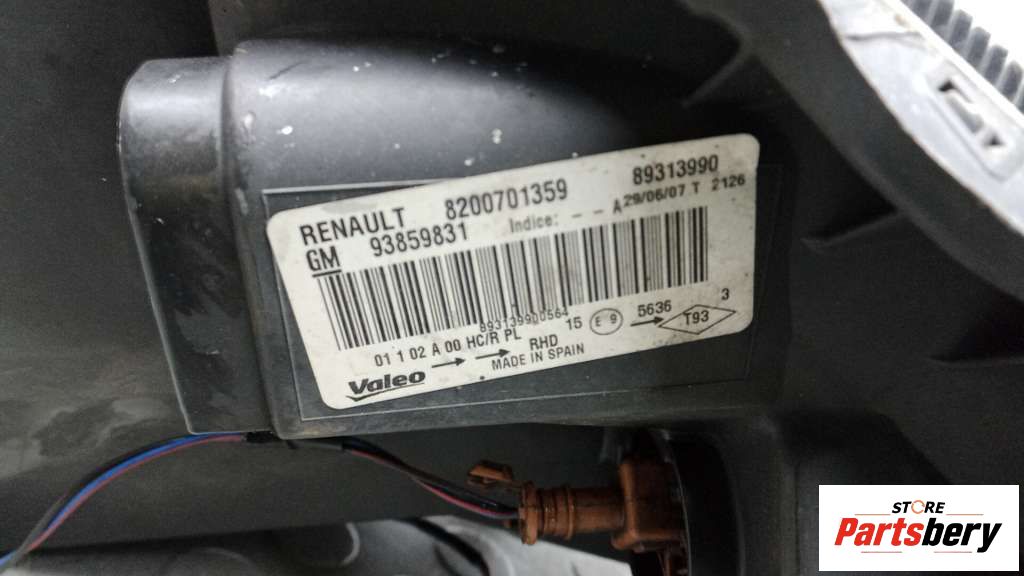 RENAULT 8200701359 89313990
GM 93859831 Indice: - - A 29/06/07 T 2126
893139900564
01 1 02 A 00 HC/R PL 15 E 9 5636 T93 3
RHD
Valeo MADE IN SPAIN
STORE
Partsbery